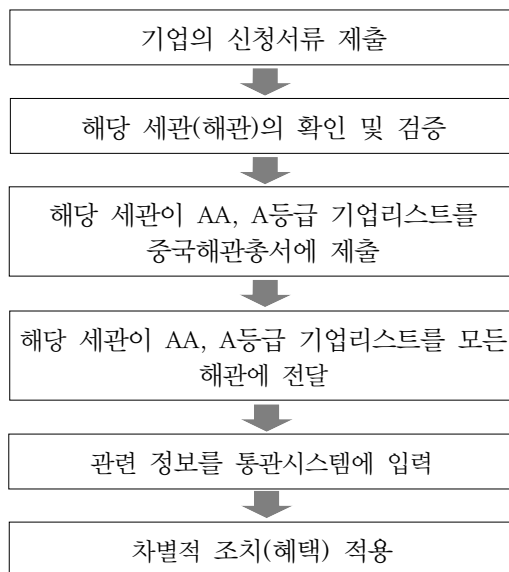 기업의 신청서류 제출
해당 세관(해관)의 확인 및 검증
해당 세관이 AA, A등급 기업리스트를
중국해관총서에 제출
해당 세관이 AA, A등급 기업리스트를 모든
해관에 전달
관련 정보를 통관시스템에 입력
차별적 조치(혜택) 적용